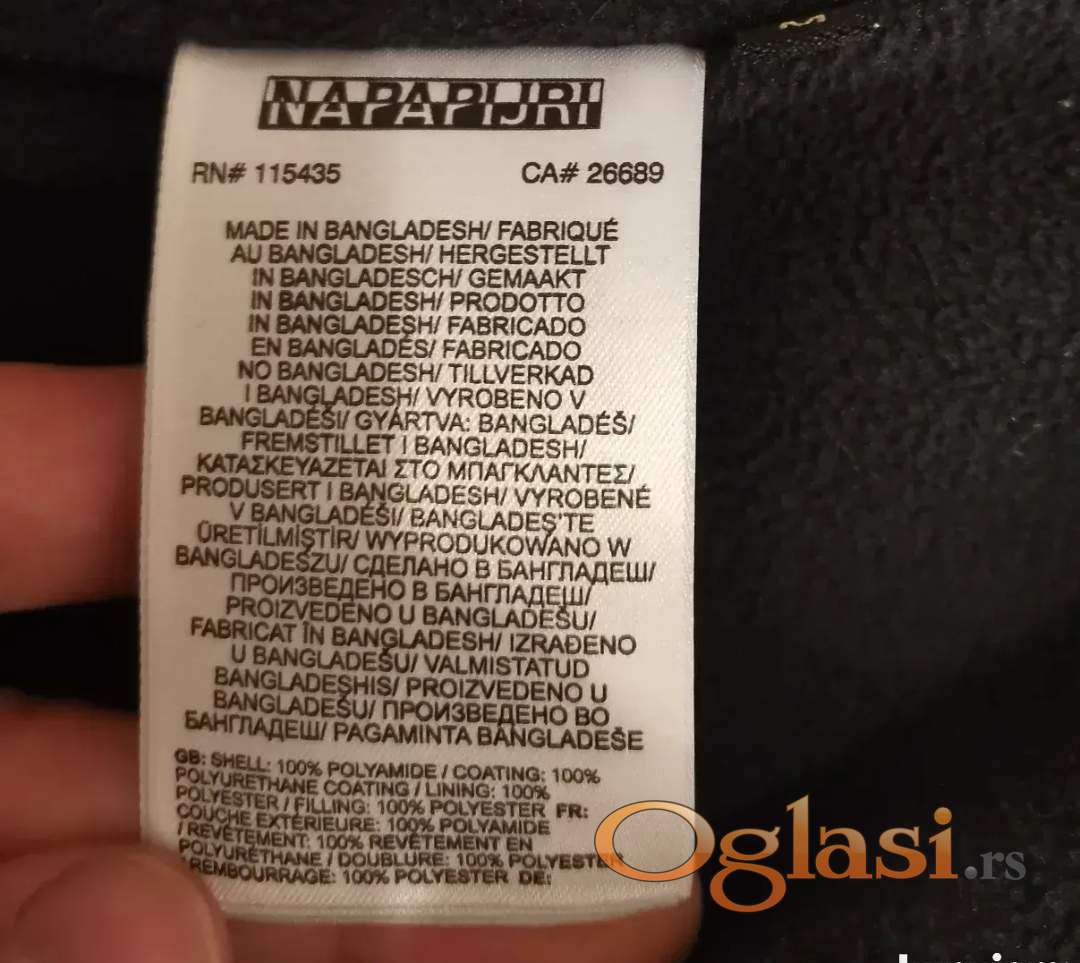 NAPAPIJRI
RN# 115435 CA# 26689
MADE IN BANGLADESH/ FABRIQUÉ
AU BANGLADESH/ HERGESTELLT
IN BANGLADESCH/ GEMAAKT
IN BANGLADESH/ PRODOTTO
IN BANGLADESH/ FABRICADO
EN BANGLADÉS/ FABRICADO
NO BANGLADESH/ TILLVERKAD
I BANGLADESH/ VYROBENO V
BANGLADÉŠI/ GYÁRTVA: BANGLADÉŠ/
FREMSTILLET I BANGLADESH/
ΚΑΤΑΣΚΕΥΑΖΕΤΑΙ ΣΤΟ ΜΠΑΓΚΛΑΝΤΕΣ/
PRODUSERT I BANGLADESH/ VYROBENÉ
V BANGLADÉŠI/ BANGLADEŞ'TE
ÜRETİLMİŞTİR/ WYPRODUKOWANO W
BANGLADESZU/ СДЕЛАНО В БАНГЛАДЕШ/
ПРОИЗВЕДЕНО В БАНГЛАДЕШ/
PROIZVEDENO U BANGLADEŠU/
FABRICAT ÎN BANGLADESH/ IZRAĐENO
U BANGLADEŠU/ VALMISTATUD
BANGLADESHIS/ PROIZVEDENO U
BANGLADEŠU/ ПРОИЗВЕДЕНО ВО
БАНГЛАДЕШ/ PAGAMINTA BANGLADEŠE
GB: SHELL: 100% POLYAMIDE / COATING: 100%
POLYURETHANE COATING / LINING: 100%
POLYESTER / FILLING: 100% POLYESTER FR:
COUCHE EXTÉRIEURE: 100% POLYAMIDE
/ REVÊTEMENT: 100% REVÊTEMENT EN
POLYURÉTHANE / DOUBLURE: 100% POLYESTER
/ REMBOURRAGE: 100% POLYESTER DE:
Oglasi.rs